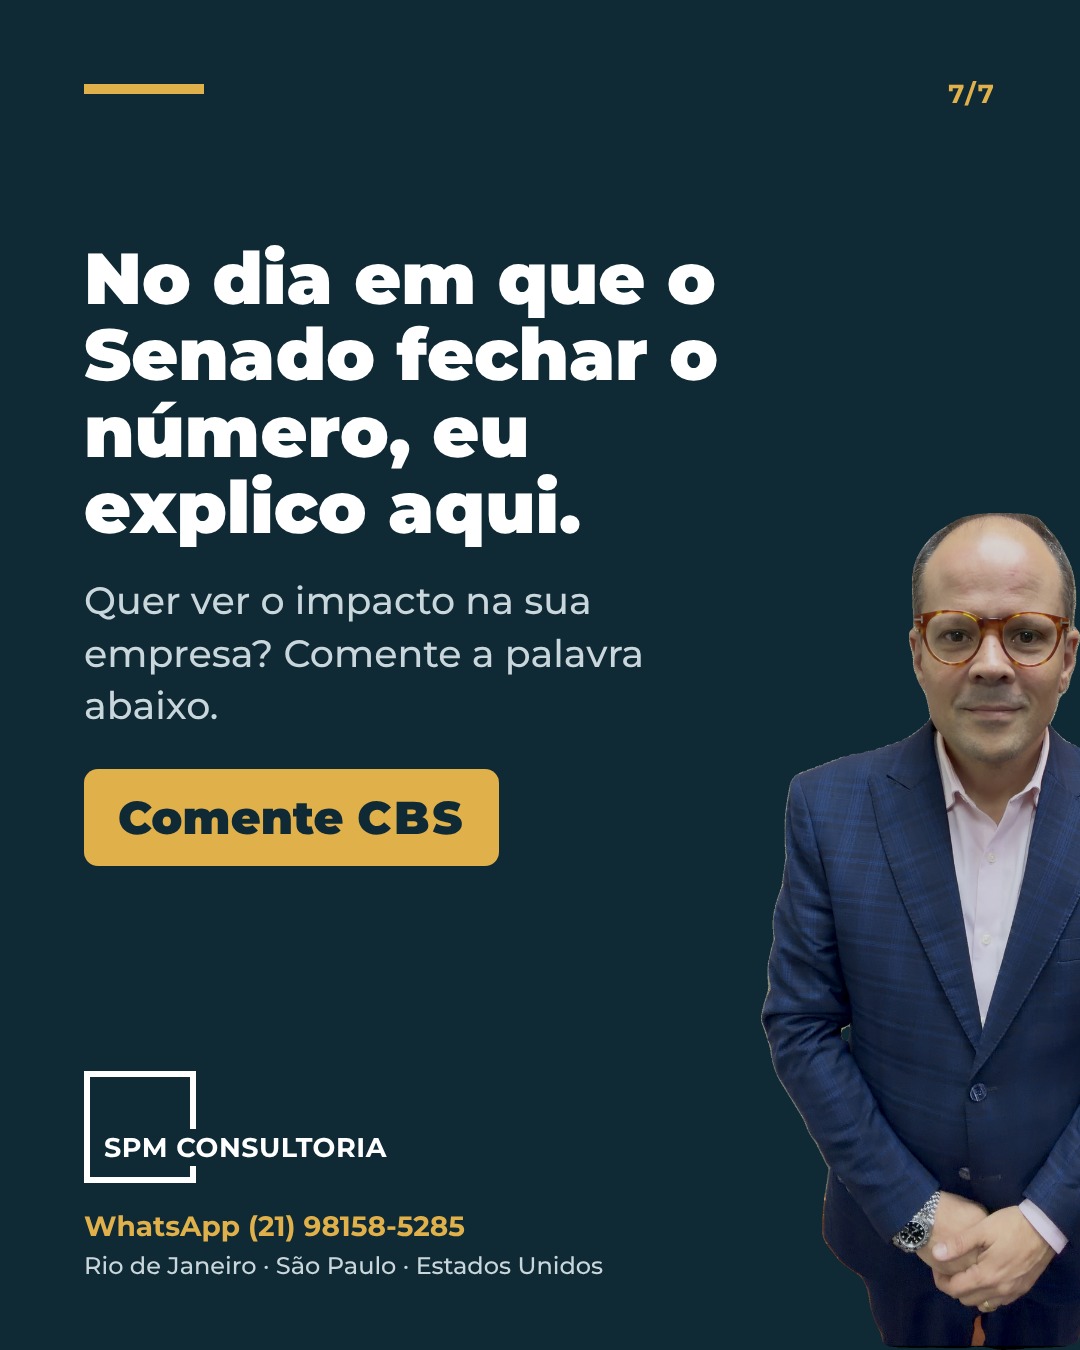 7/7
No dia em que o
Senado fechar o
número, eu
explico aqui.
Quer ver o impacto na sua
empresa? Comente a palavra
abaixo.
Comente CBS
SPM CONSULTORIA
WhatsApp (21) 98158-5285
Rio de Janeiro · São Paulo · Estados Unidos